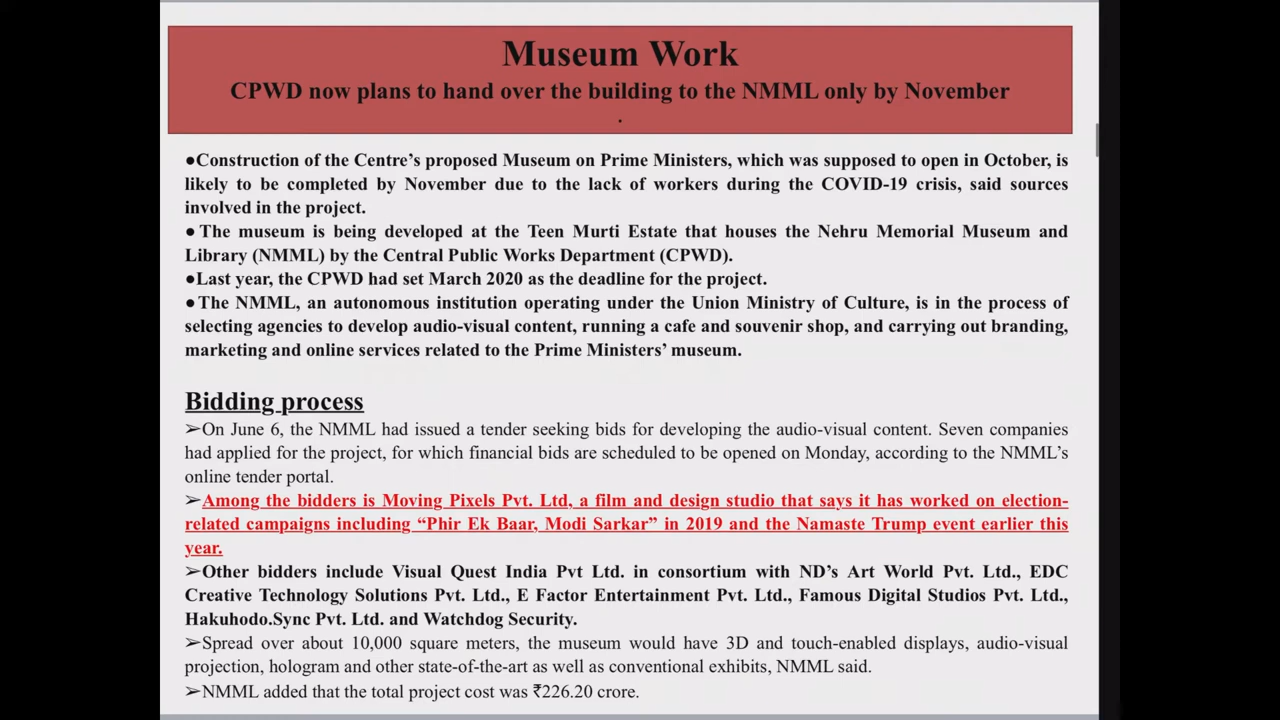 Museum Work
CPWD now plans to hand over the building to the NMML only by November
.
●Construction of the Centre's proposed Museum on Prime Ministers, which was supposed to open in October, is
likely to be completed by November due to the lack of workers during the COVID-19 crisis, said sources
involved in the project.
● The museum is being developed at the Teen Murti Estate that houses the Nehru Memorial Museum and
Library (NMML) by the Central Public Works Department (CPWD).
●Last year, the CPWD had set March 2020 as the deadline for the project.
● The NMML, an autonomous institution operating under the Union Ministry of Culture, is in the process of
selecting agencies to develop audio-visual content, running a cafe and souvenir shop, and carrying out branding,
marketing and online services related to the Prime Ministers' museum.
Bidding process
➢On June 6, the NMML had issued a tender seeking bids for developing the audio-visual content. Seven companies
had applied for the project, for which financial bids are scheduled to be opened on Monday, according to the NMML's
online tender portal.
➢Among the bidders is Moving Pixels Pvt. Ltd, a film and design studio that says it has worked on election-
related campaigns including “Phir Ek Baar, Modi Sarkar” in 2019 and the Namaste Trump event earlier this
year.
➢Other bidders include Visual Quest India Pvt Ltd. in consortium with ND's Art World Pvt. Ltd., EDC
Creative Technology Solutions Pvt. Ltd., E Factor Entertainment Pvt. Ltd., Famous Digital Studios Pvt. Ltd.,
Hakuhodo.Sync Pvt. Ltd. and Watchdog Security.
➢Spread over about 10,000 square meters, the museum would have 3D and touch-enabled displays, audio-visual
projection, hologram and other state-of-the-art as well as conventional exhibits, NMML said.
➢NMML added that the total project cost was ₹226.20 crore.